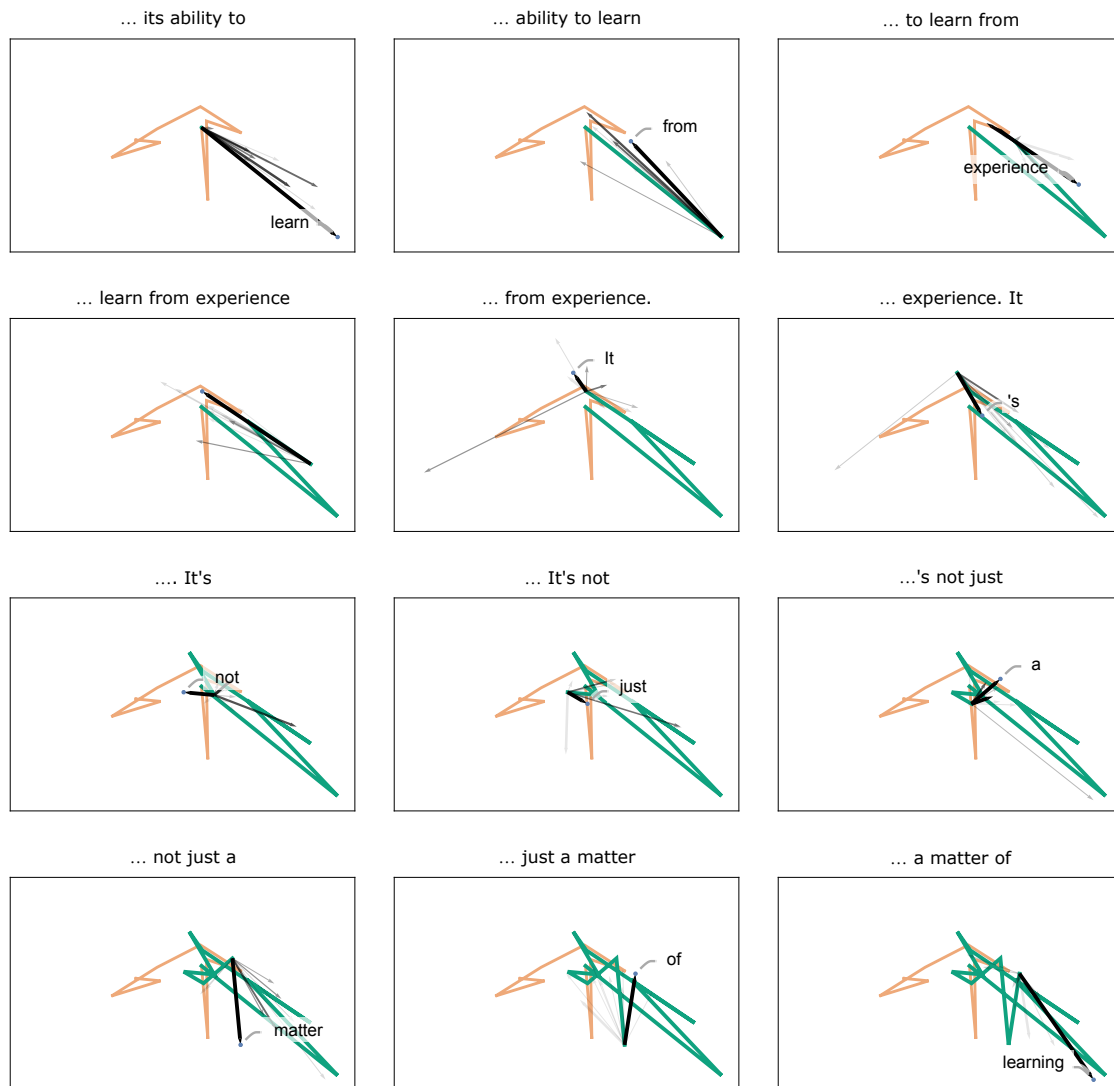 ... its ability to
... ability to learn
... to learn from
learn
from
experience
... learn from experience
... from experience.
... experience. It
It
's
.... It's
... It's not
...'s not just
not
just
a
... not just a
... just a matter
... a matter of
matter
of
learning